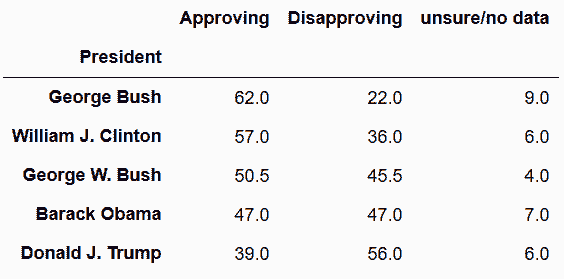 Approving Disapproving unsure/no data
President
George Bush 62.0 22.0 9.0
William J. Clinton 57.0 36.0 6.0
George W. Bush 50.5 45.5 4.0
Barack Obama 47.0 47.0 7.0
Donald J. Trump 39.0 56.0 6.0